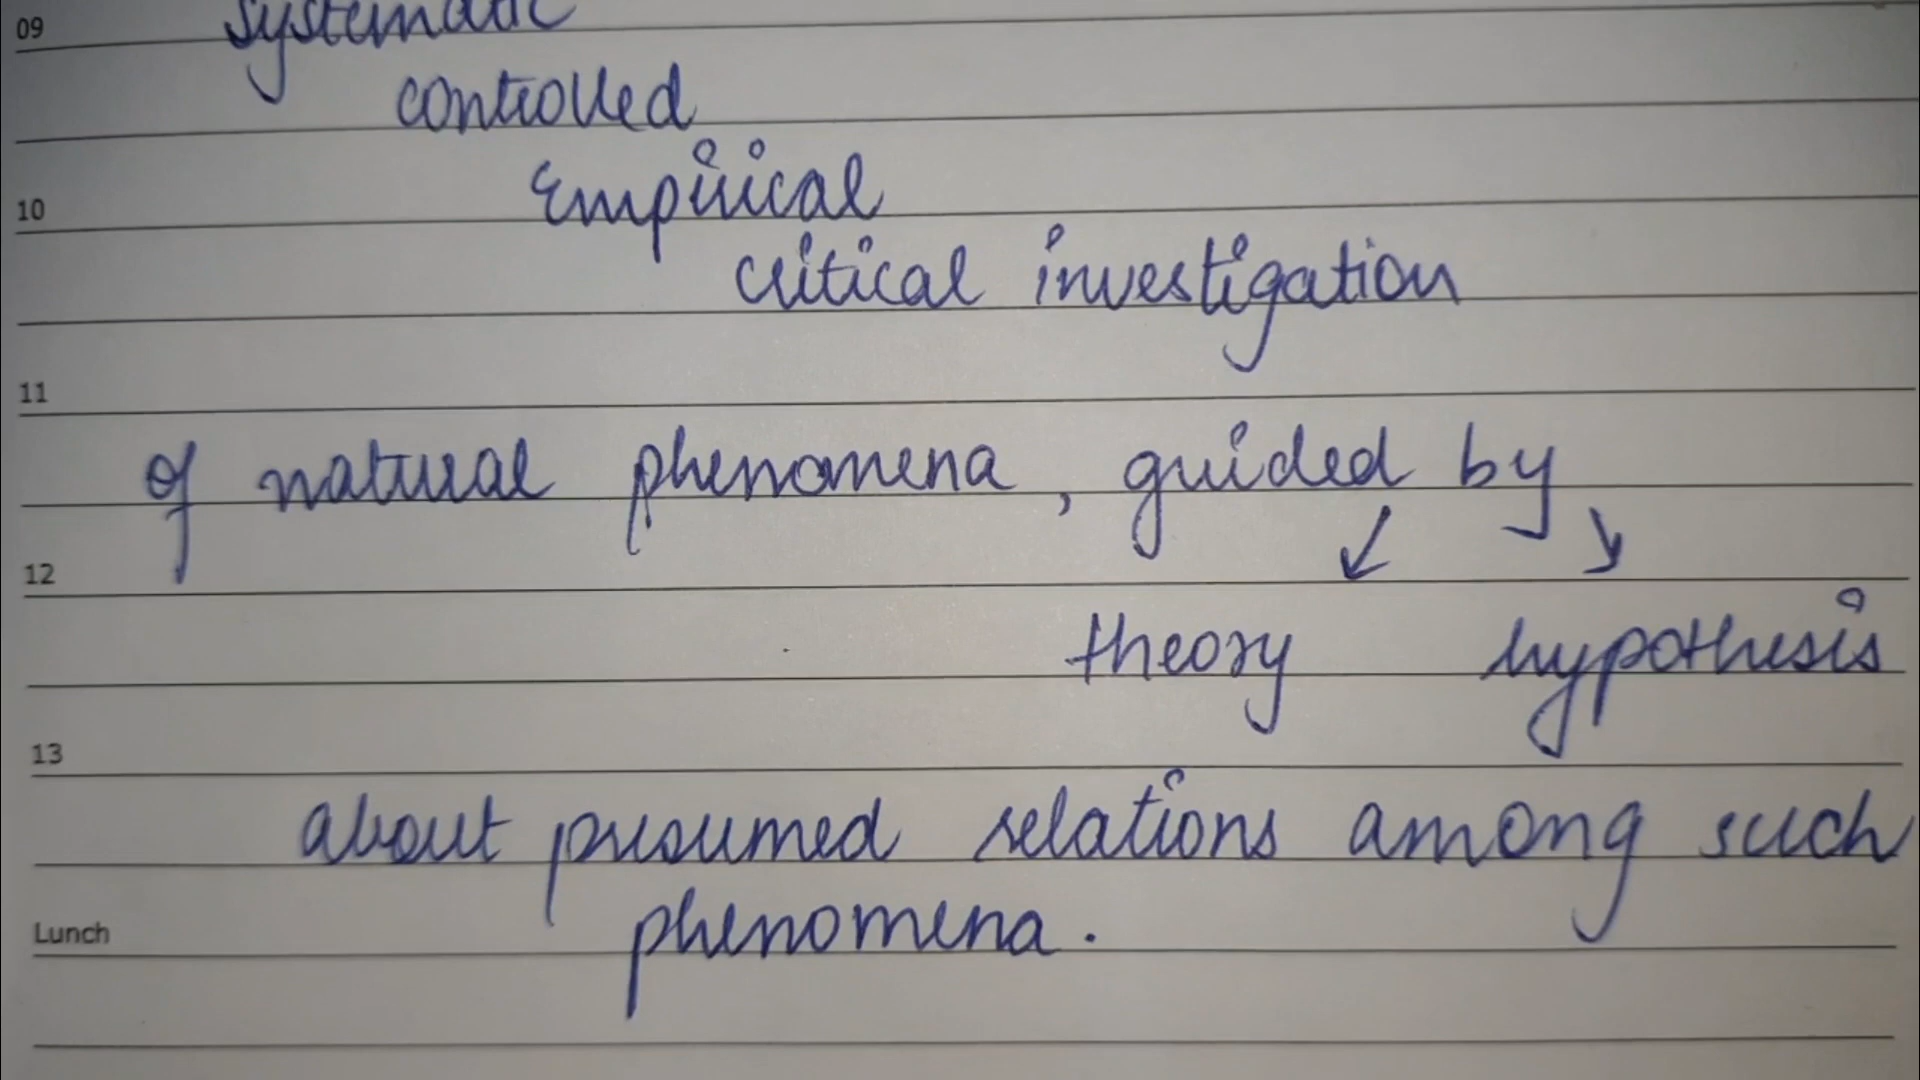 09 systematic
controlled
Empirical
10
critical investigation
11
of natural phenomena, guided by
↙ ↘
12
theory hypothesis
13
about presumed relations among such
Lunch
phenomena.